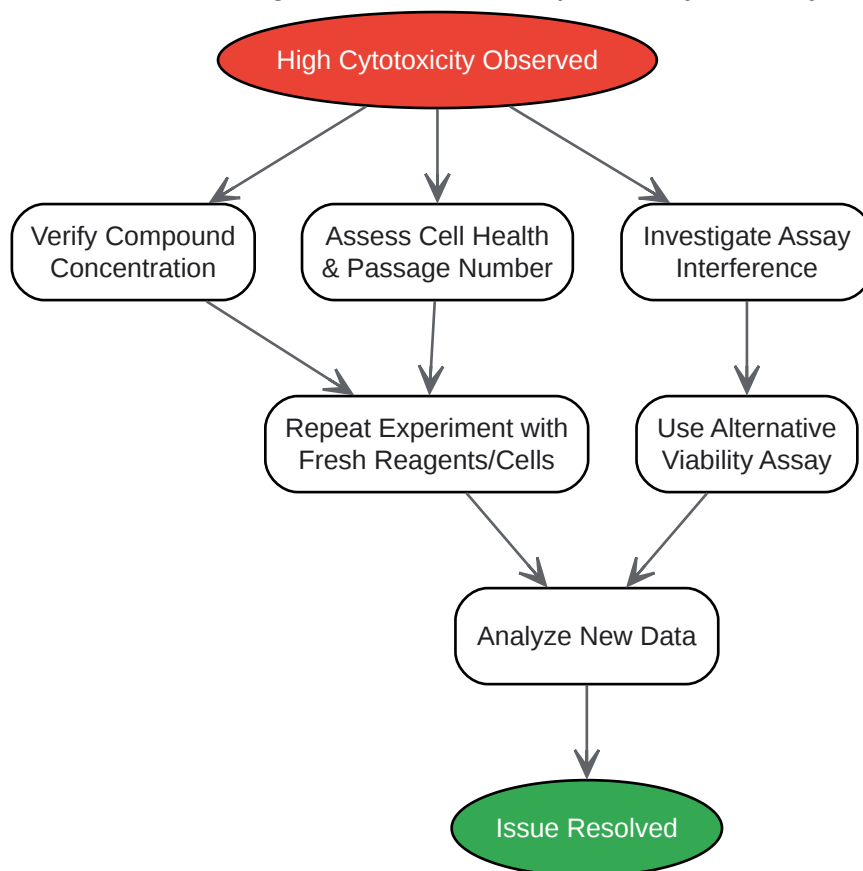 High Cytotoxicity Observed
Verify Compound
Concentration
Assess Cell Health
& Passage Number
Investigate Assay
Interference
Repeat Experiment with
Fresh Reagents/Cells
Use Alternative
Viability Assay
Analyze New Data
Issue Resolved